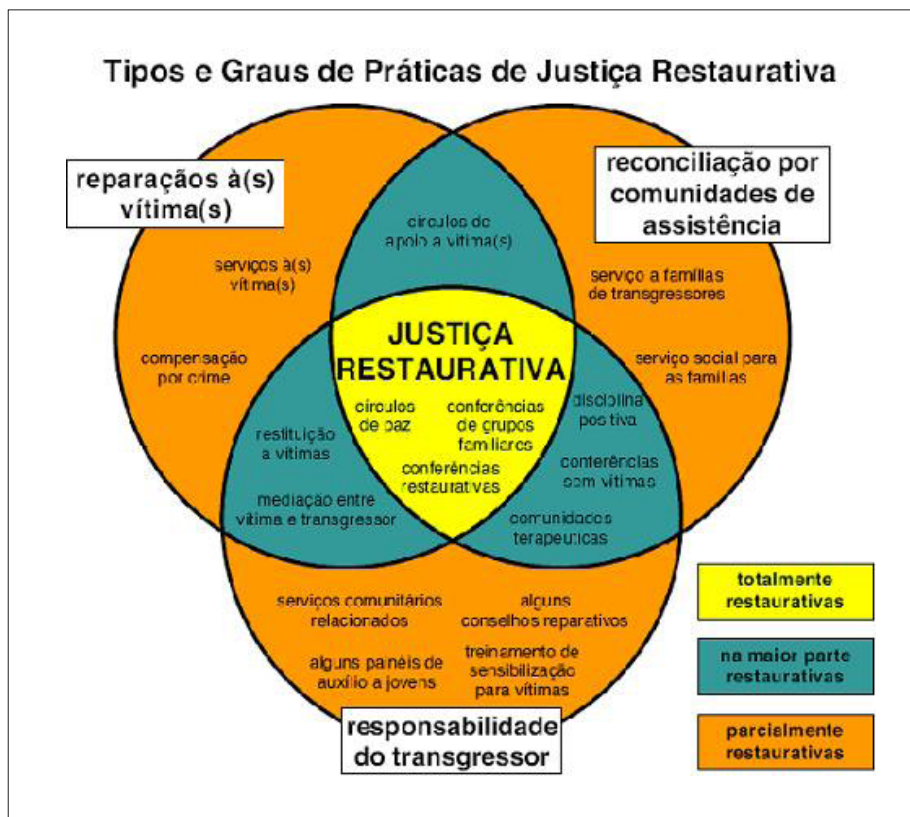 Tipos e Graus de Práticas de Justiça Restaurativa
reparaçãos à(s)
vítima(s)
reconciliação por
comunidades de
assistência
círculos de
apoio a vítima(s)
serviços à(s)
vítima(s)
serviço a famílias
de transgressores
compensação
por crime
JUSTIÇA
RESTAURATIVA
serviço social para
as famílias
círculos
de paz
conferências
de grupos
familiares
disciplina
positiva
restituição
a vítimas
conferências
restaurativas
conferências
sem vítimas
mediação entre
vítima e transgressor
comunidades
terapeuticas
serviços comunitários
relacionados
alguns
conselhos reparativos
alguns painéis de
auxílio a jovens
treinamento de
sensibilização
para vítimas
responsabilidade
do transgressor
totalmente
restaurativas
na maior parte
restaurativas
parcialmente
restaurativas